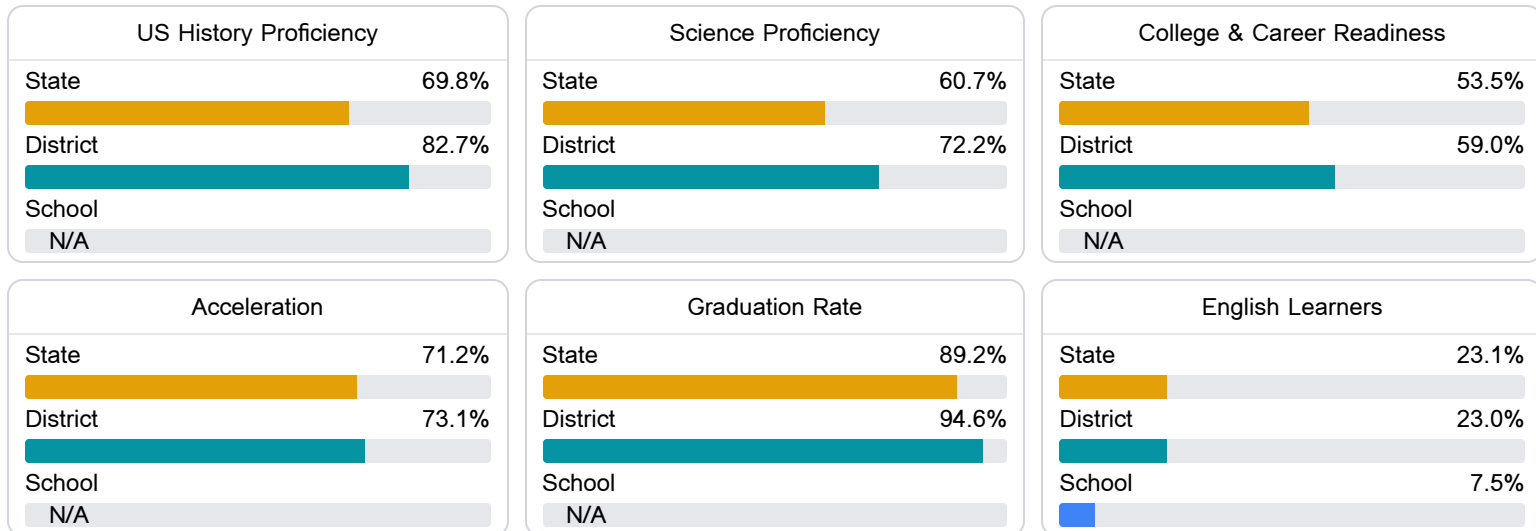 US History Proficiency
State 69.8%
District 82.7%
School
N/A
Science Proficiency
State 60.7%
District 72.2%
School
N/A
College & Career Readiness
State 53.5%
District 59.0%
School
N/A
Acceleration
State 71.2%
District 73.1%
School
N/A
Graduation Rate
State 89.2%
District 94.6%
School
N/A
English Learners
State 23.1%
District 23.0%
School 7.5%